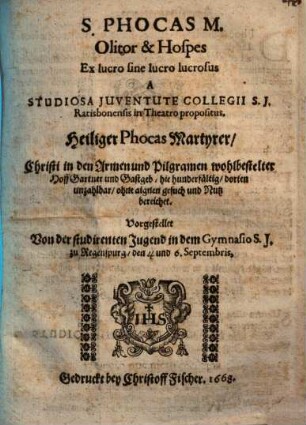 S. PHOCAS M.
Olitor & Hospes
Ex lucro sine lucro lucrosus
A
STUDIOSA JUVENTUTE COLLEGII S. J.
Ratisbonensis in Theatro propositus.
Heiliger Phocas Martyrer/
Christi in den Armen und Pilgramen wohlbestelter
Hoff Gartner und Gastgeb/ hie hunderfältig/ dorten
unzahlbar/ ohne aignen gesuch und Nutz
bereichet.
Vorgestellet
Von der studirenten Jugend in dem Gymnasio S. J.
zu Regenspurg/ den 4 und 6. Septembris.
IHS
Gedruckt bey Christoff Fischer. 1668.